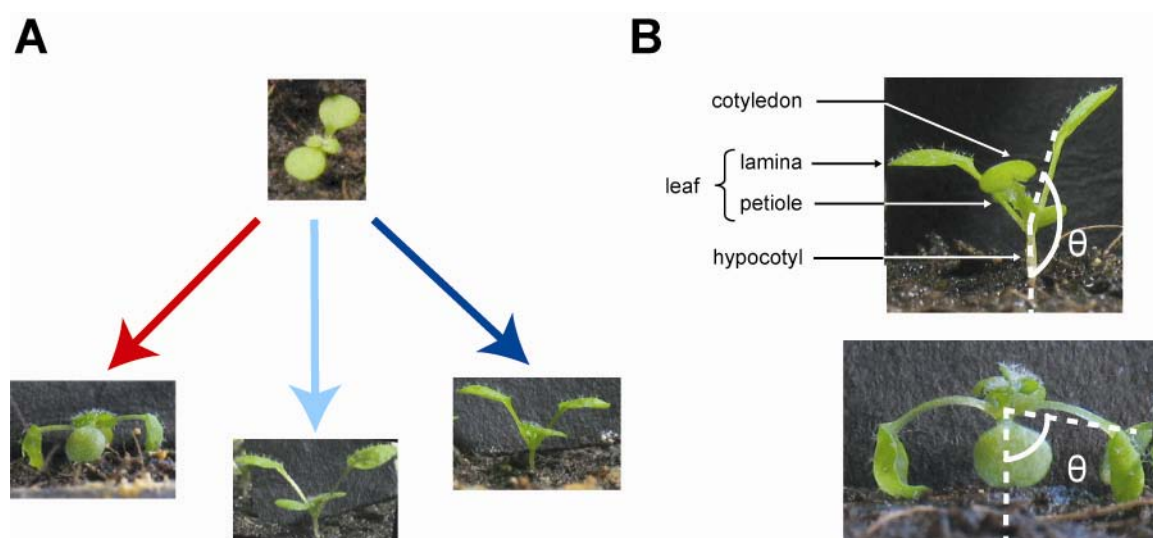 A
B
cotyledon
leaf
lamina
petiole
hypocotyl
θ
θ